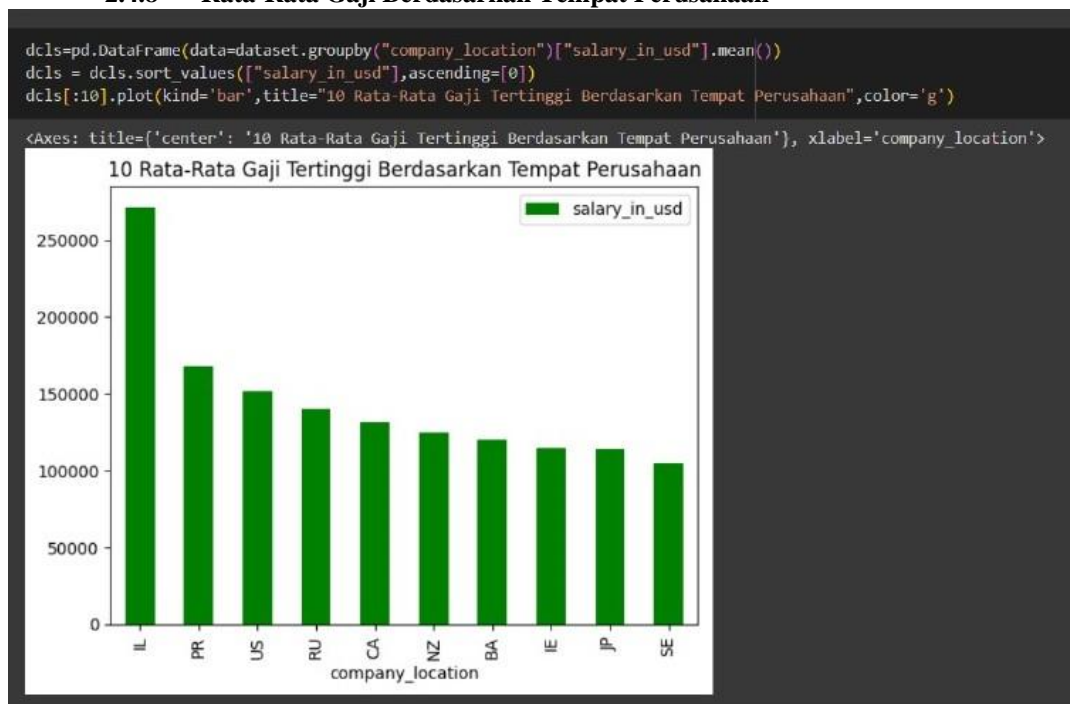 2.4.8 Rata-Rata Gaji Berdasarkan Tempat Perusahaan
dcls=pd.DataFrame(data=dataset.groupby("company_location")["salary_in_usd"].mean())
dcls = dcls.sort_values(["salary_in_usd"],ascending=[0])
dcls[:10].plot(kind='bar',title="10 Rata-Rata Gaji Tertinggi Berdasarkan Tempat Perusahaan",color='g')
<Axes: title={'center': '10 Rata-Rata Gaji Tertinggi Berdasarkan Tempat Perusahaan'}, xlabel='company_location'>
10 Rata-Rata Gaji Tertinggi Berdasarkan Tempat Perusahaan
salary_in_usd
250000
200000
150000
100000
50000
0
IL PR US RU CA NZ BA IE JP SE
company_location